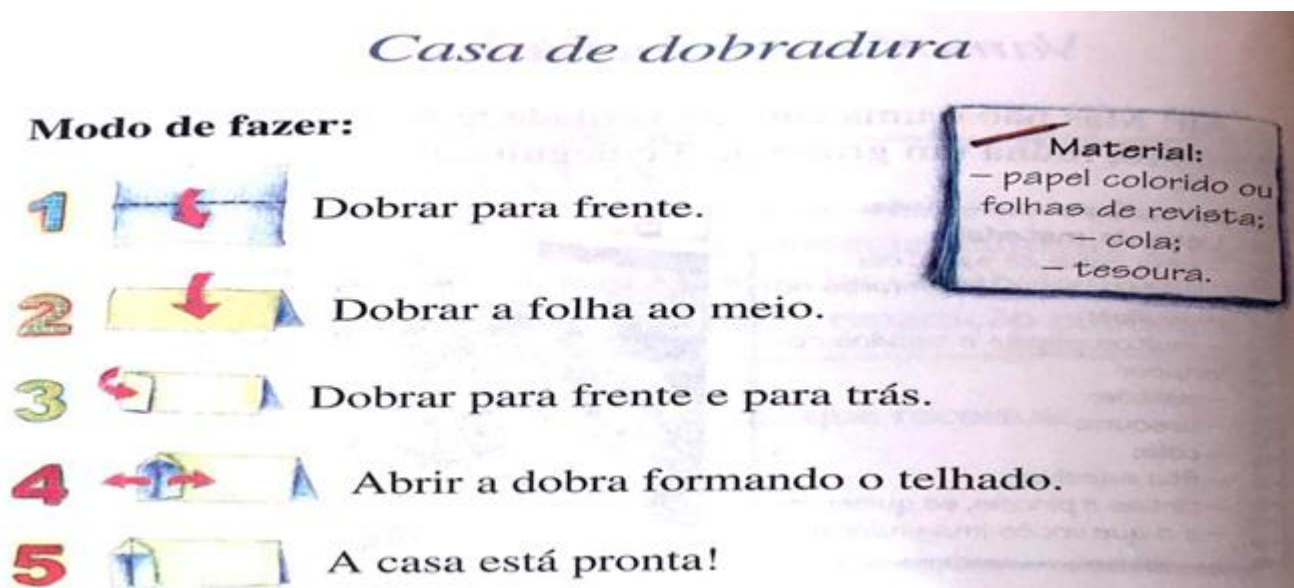 Casa de dobradura
Modo de fazer:
1 Dobrar para frente.
2 Dobrar a folha ao meio.
3 Dobrar para frente e para trás.
4 Abrir a dobra formando o telhado.
5 A casa está pronta!
Material:
– papel colorido ou
folhas de revista;
– cola;
– tesoura.